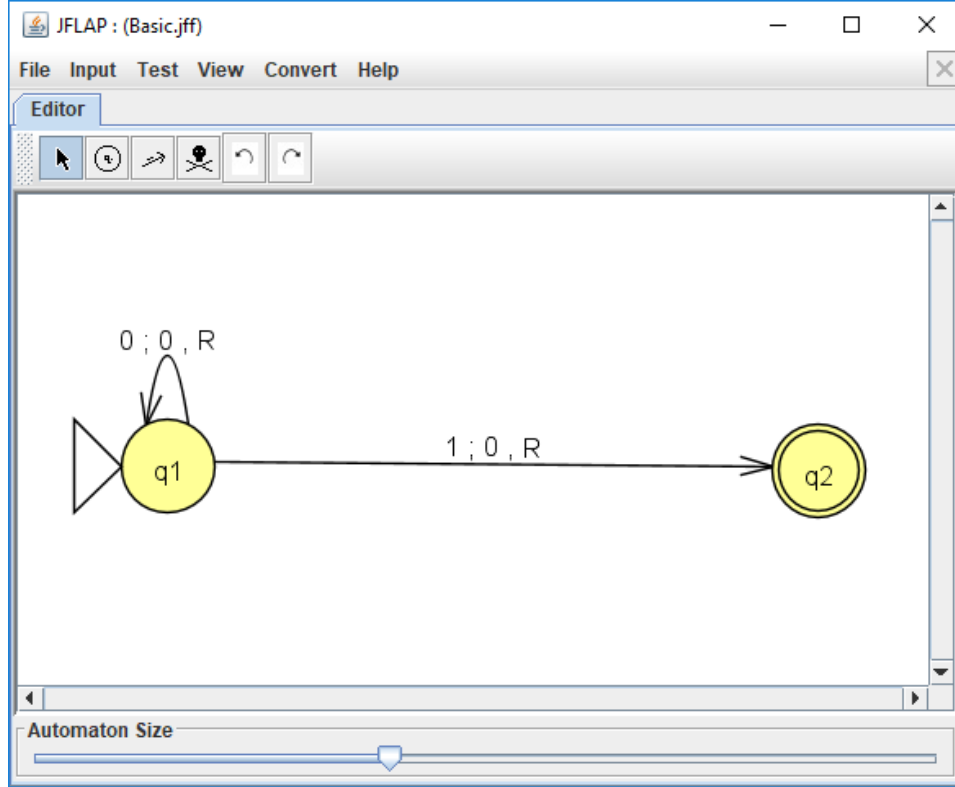 JFLAP : (Basic.jff)
File Input Test View Convert Help
Editor
q
0 ; 0 , R
1 ; 0 , R
q1
q2
Automaton Size